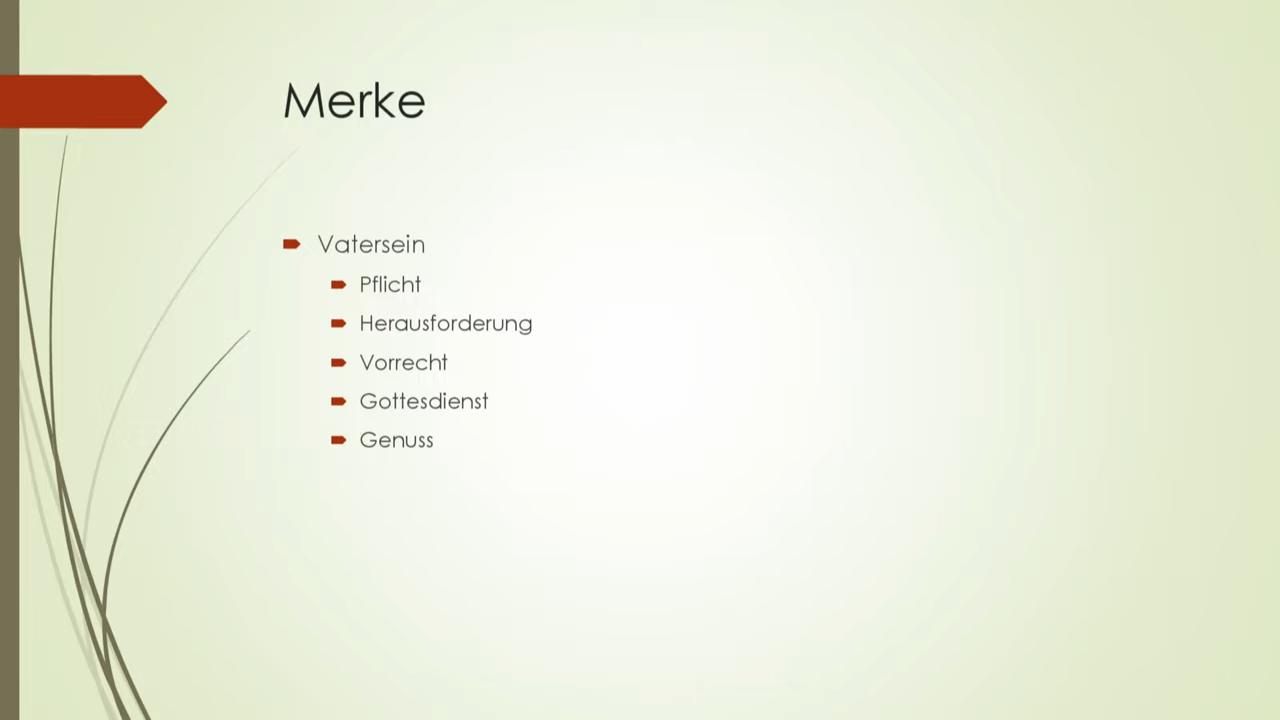 Merke
Vatersein
Pflicht
Herausforderung
Vorrecht
Gottesdienst
Genuss